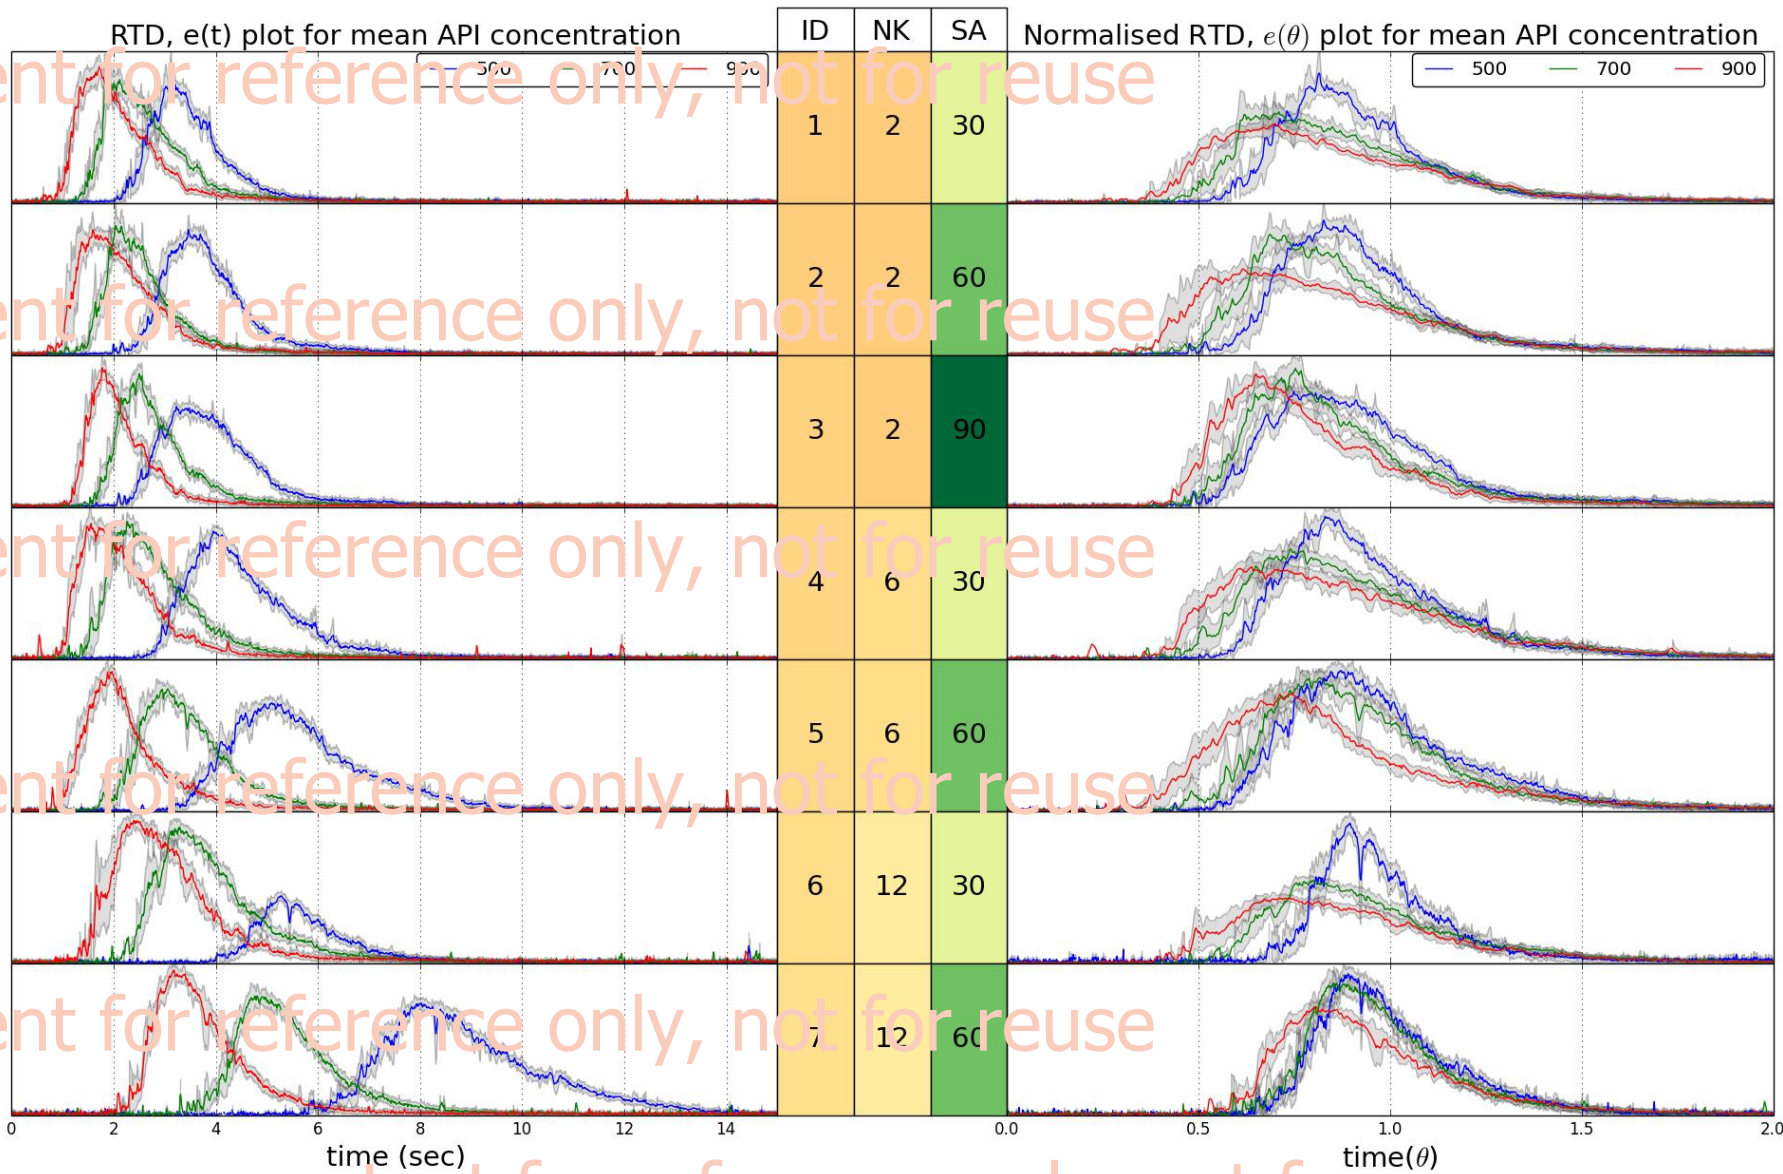 RTD, e(t) plot for mean API concentration
ID NK SA
Normalised RTD, e(θ) plot for mean API concentration
500 700 900
500 700 900
ent for reference only, not for reuse
1 2 30
2 2 60
ent for reference only, not for reuse
3 2 90
ent for reference only, not for reuse
4 6 30
5 6 60
ent for reference only, not for reuse
6 12 30
ent for reference only, not for reuse
7 12 60
0 2 4 6 8 10 12 14
0.0 0.5 1.0 1.5 2.0
time (sec)
time(θ)